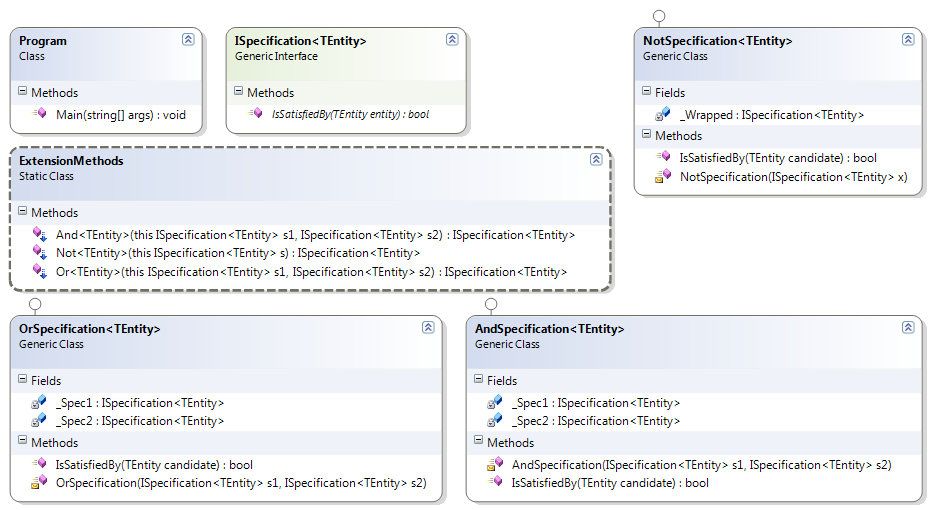 Program
Class
Methods
Main(string[] args) : void
ISpecification<TEntity>
Generic Interface
Methods
IsSatisfiedBy(TEntity entity) : bool
NotSpecification<TEntity>
Generic Class
Fields
_Wrapped : ISpecification<TEntity>
Methods
IsSatisfiedBy(TEntity candidate) : bool
NotSpecification(ISpecification<TEntity> x)
ExtensionMethods
Static Class
Methods
And<TEntity>(this ISpecification<TEntity> s1, ISpecification<TEntity> s2) : ISpecification<TEntity>
Not<TEntity>(this ISpecification<TEntity> s) : ISpecification<TEntity>
Or<TEntity>(this ISpecification<TEntity> s1, ISpecification<TEntity> s2) : ISpecification<TEntity>
OrSpecification<TEntity>
Generic Class
Fields
_Spec1 : ISpecification<TEntity>
_Spec2 : ISpecification<TEntity>
Methods
IsSatisfiedBy(TEntity candidate) : bool
OrSpecification(ISpecification<TEntity> s1, ISpecification<TEntity> s2)
AndSpecification<TEntity>
Generic Class
Fields
_Spec1 : ISpecification<TEntity>
_Spec2 : ISpecification<TEntity>
Methods
AndSpecification(ISpecification<TEntity> s1, ISpecification<TEntity> s2)
IsSatisfiedBy(TEntity candidate) : bool